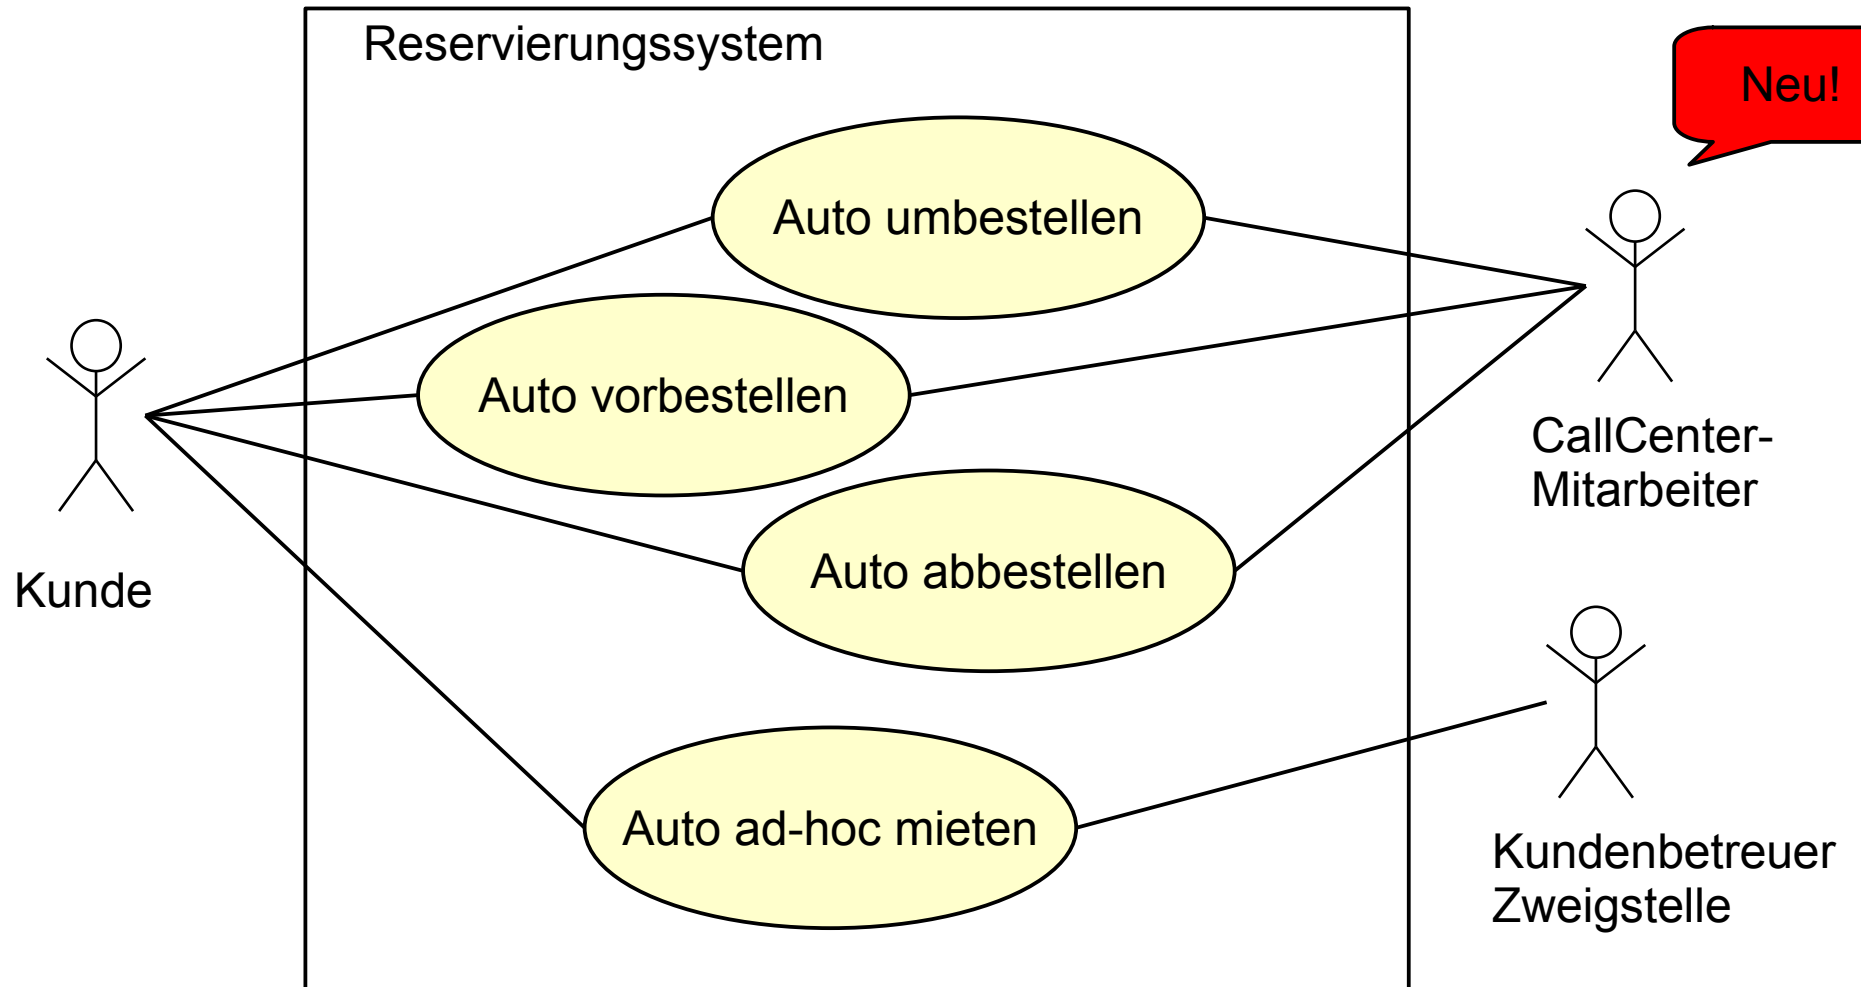 Reservierungssystem
Neu!
Auto umbestellen
Auto vorbestellen
CallCenter-
Mitarbeiter
Auto abbestellen
Kunde
Auto ad-hoc mieten
Kundenbetreuer
Zweigstelle